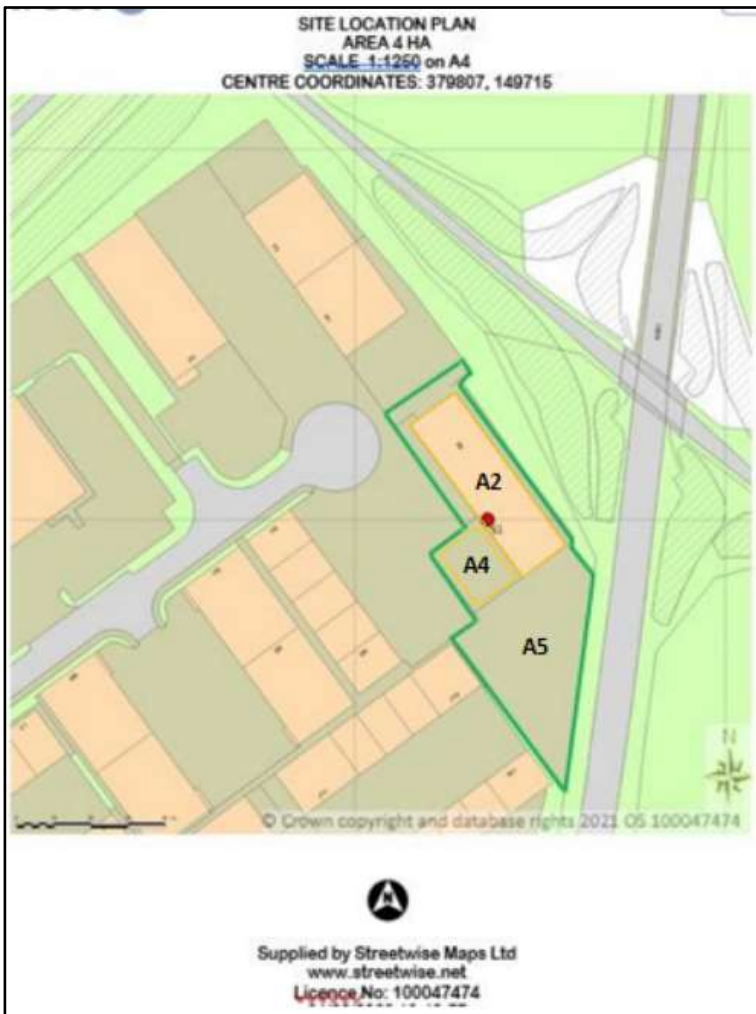 SITE LOCATION PLAN
AREA 4 HA
SCALE 1:1250 on A4
CENTRE COORDINATES: 379807, 149715
A2
A4
A5
N
© Crown copyright and database rights 2021 OS 100047474
N
Supplied by Streetwise Maps Ltd
www.streetwise.net
Licence No: 100047474